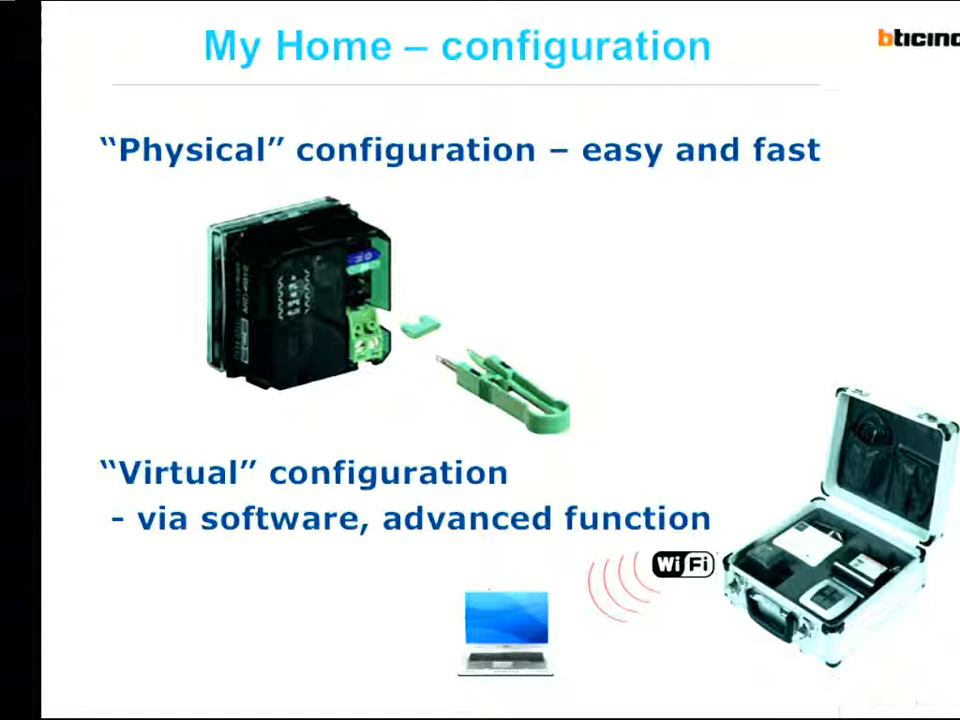 My Home – configuration
bticino
“Physical” configuration – easy and fast
“Virtual” configuration
- via software, advanced function
Wi Fi